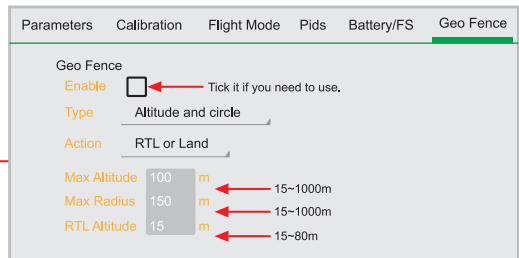 Parameters Calibration Flight Mode Pids Battery/FS Geo Fence
Geo Fence
Enable Tick it if you need to use.
Type Altitude and circle
Action RTL or Land
Max Altitude 100 m 15~1000m
Max Radius 150 m 15~1000m
RTL Altitude 15 m 15~80m